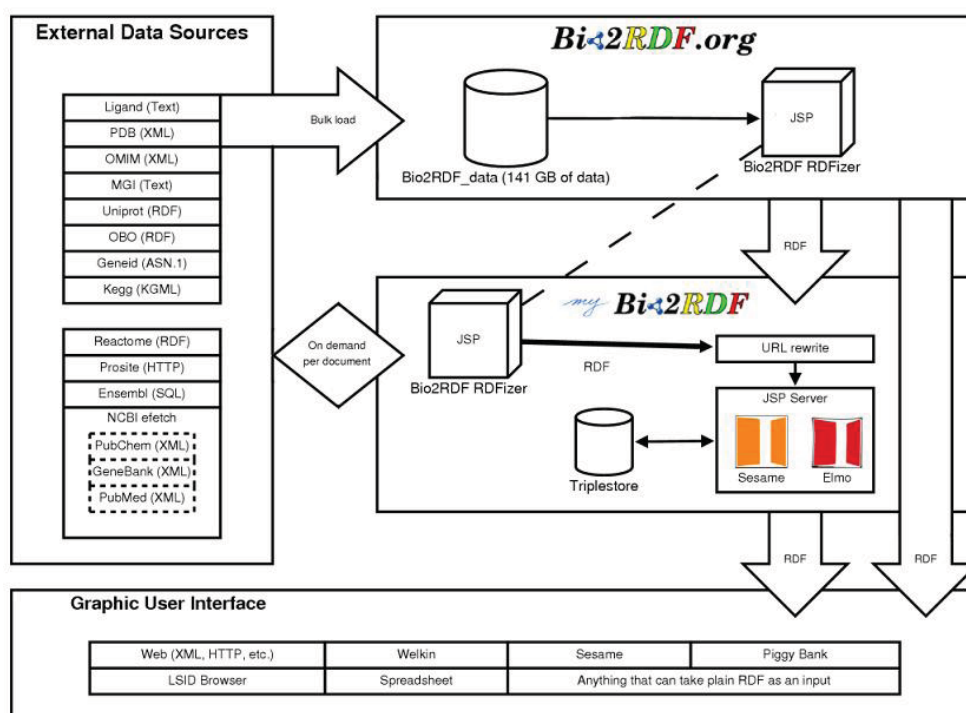 External Data Sources
Ligand (Text)
PDB (XML)
OMIM (XML)
MGI (Text)
Uniprot (RDF)
OBO (RDF)
Geneid (ASN.1)
Kegg (KGML)
Reactome (RDF)
Prosite (HTTP)
Ensembl (SQL)
NCBI efetch
PubChem (XML)
GeneBank (XML)
PubMed (XML)
Bulk load
On demand
per document
Bio2RDF.org
JSP
Bio2RDF_data (141 GB of data)
Bio2RDF RDFizer
RDF
my Bio2RDF
JSP
Bio2RDF RDFizer
RDF
URL rewrite
JSP Server
Sesame
Elmo
Triplestore
RDF
RDF
Graphic User Interface
Web (XML, HTTP, etc.)
Welkin
Sesame
Piggy Bank
LSID Browser
Spreadsheet
Anything that can take plain RDF as an input